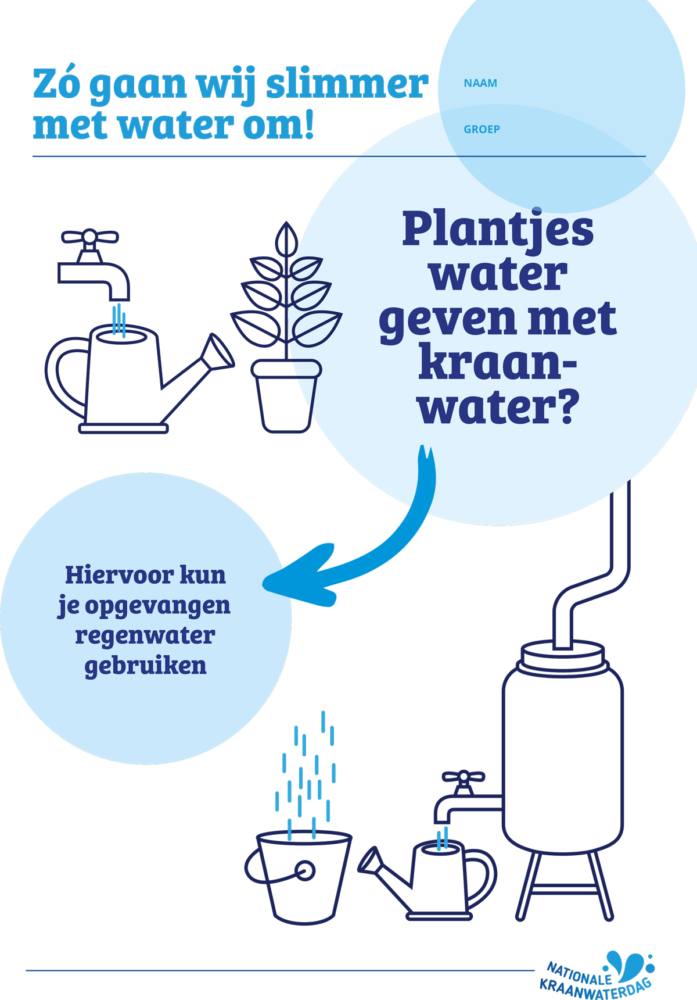 Zó gaan wij slimmer
met water om!
NAAM
GROEP
Plantjes
water
geven met
kraan-
water?
Hiervoor kun
je opgevangen
regenwater
gebruiken
NATIONALE
KRAANWATERDAG